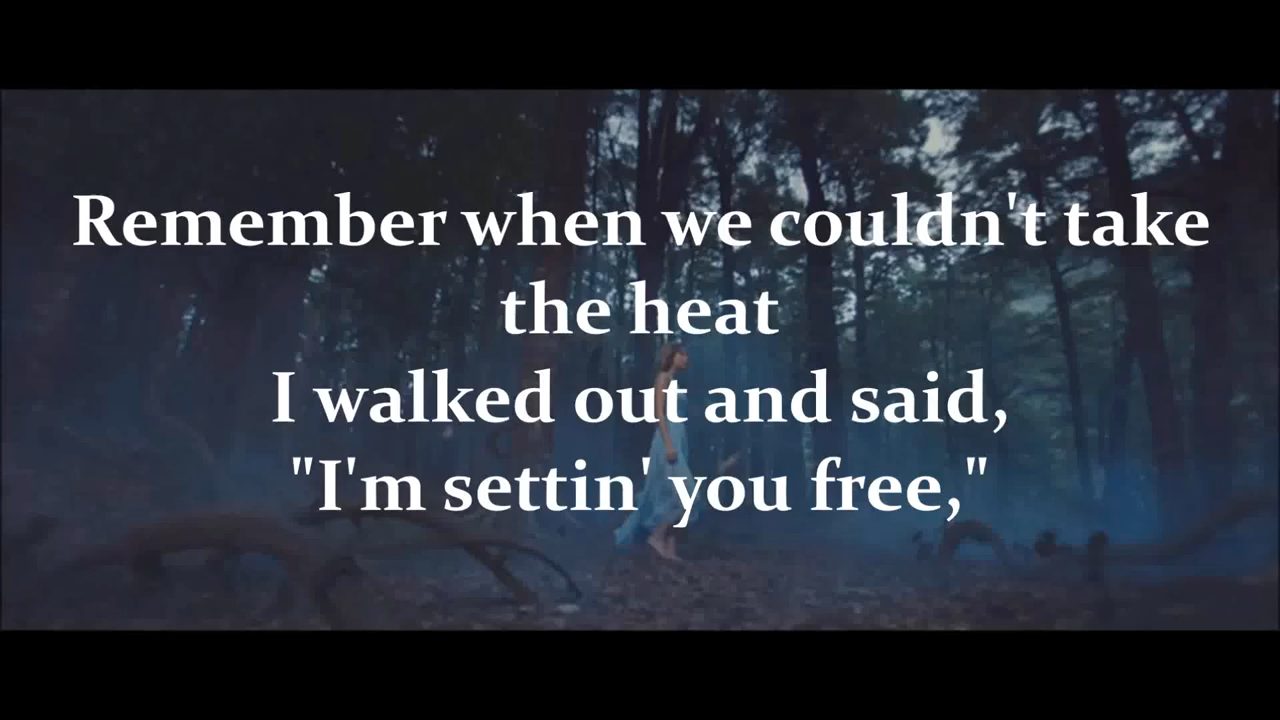 Remember when we couldn't take
the heat
I walked out and said,
"I'm settin' you free,"